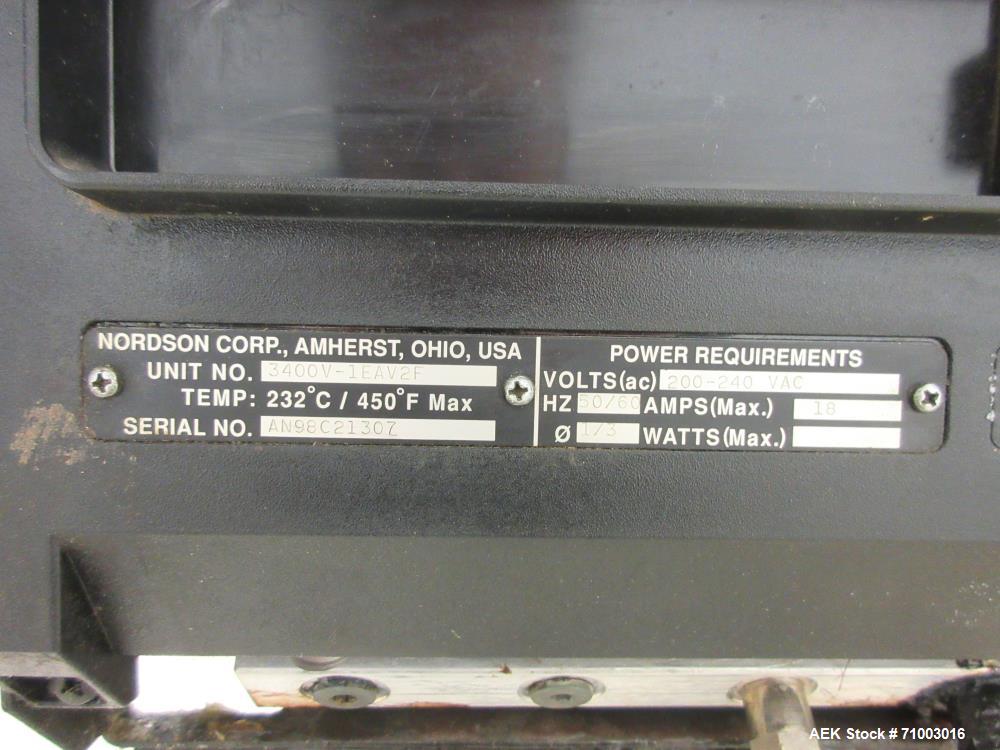 NORDSON CORP., AMHERST, OHIO, USA
UNIT NO. 3400V-1EAV2F
TEMP: 232°C / 450°F Max
SERIAL NO. AN98C21307
POWER REQUIREMENTS
VOLTS(ac) 200-240 VAC
HZ 50/60 AMPS(Max.) 18
Ø 1/3 WATTS(Max.)
AEK Stock #71003016